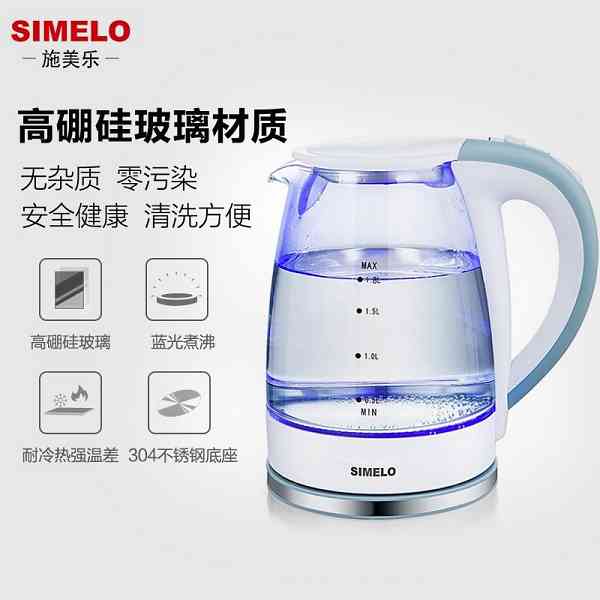 SIMELO
施美乐
高硼硅玻璃材质
无杂质 零污染
安全健康 清洗方便
高硼硅玻璃
蓝光煮沸
耐冷热强温差
304不锈钢底座
MAX
1.8L
1.5L
1.0L
0.5L
MIN
SIMELO